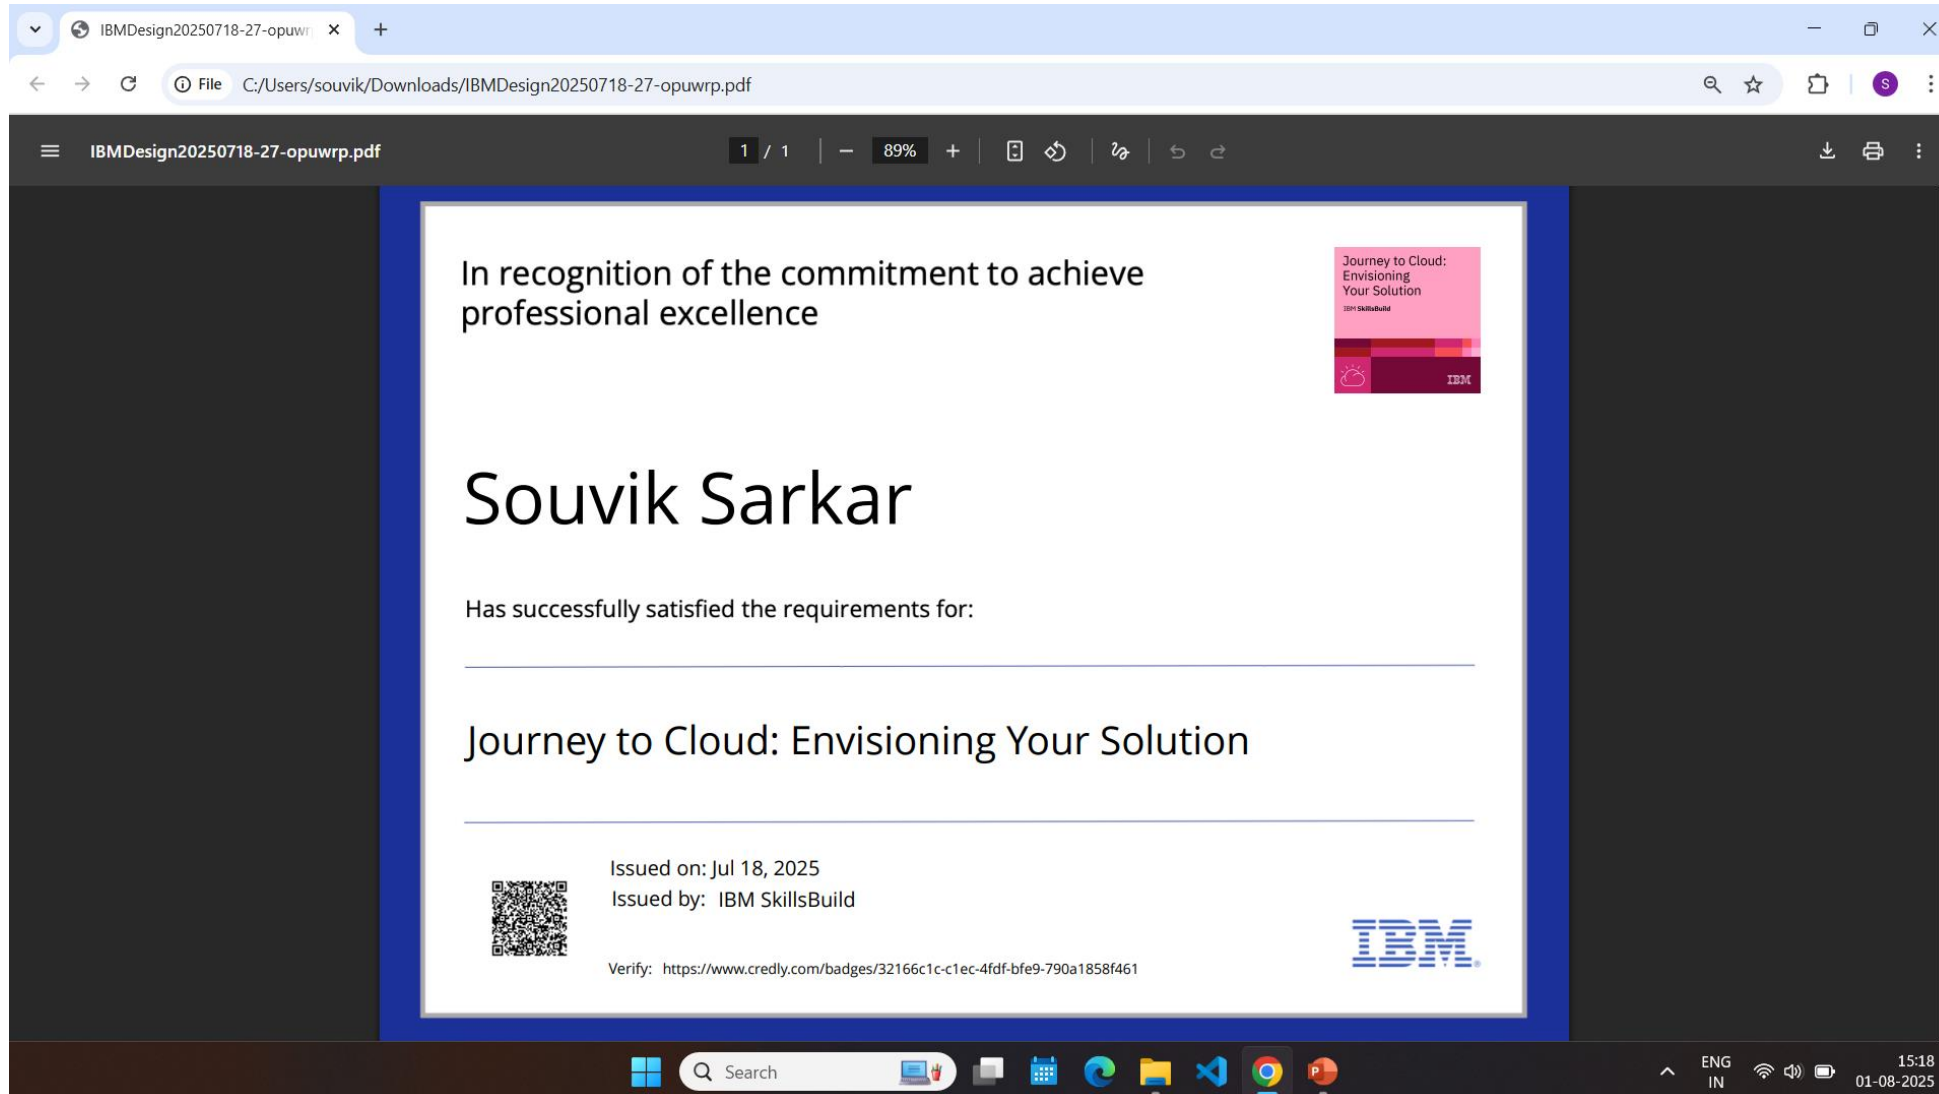 IBMDesign20250718-27-opuwr
File C:/Users/souvik/Downloads/IBMDesign20250718-27-opuwrp.pdf
S
IBMDesign20250718-27-opuwrp.pdf
1 / 1
89%
In recognition of the commitment to achieve
professional excellence
Journey to Cloud:
Envisioning
Your Solution
IBM SkillsBuild
IBM
Souvik Sarkar
Has successfully satisfied the requirements for:
Journey to Cloud: Envisioning Your Solution
Issued on: Jul 18, 2025
Issued by: IBM SkillsBuild
IBM®
Verify: https://www.credly.com/badges/32166c1c-c1ec-4fdf-bfe9-790a1858f461
Search
P
ENG
IN
15:18
01-08-2025